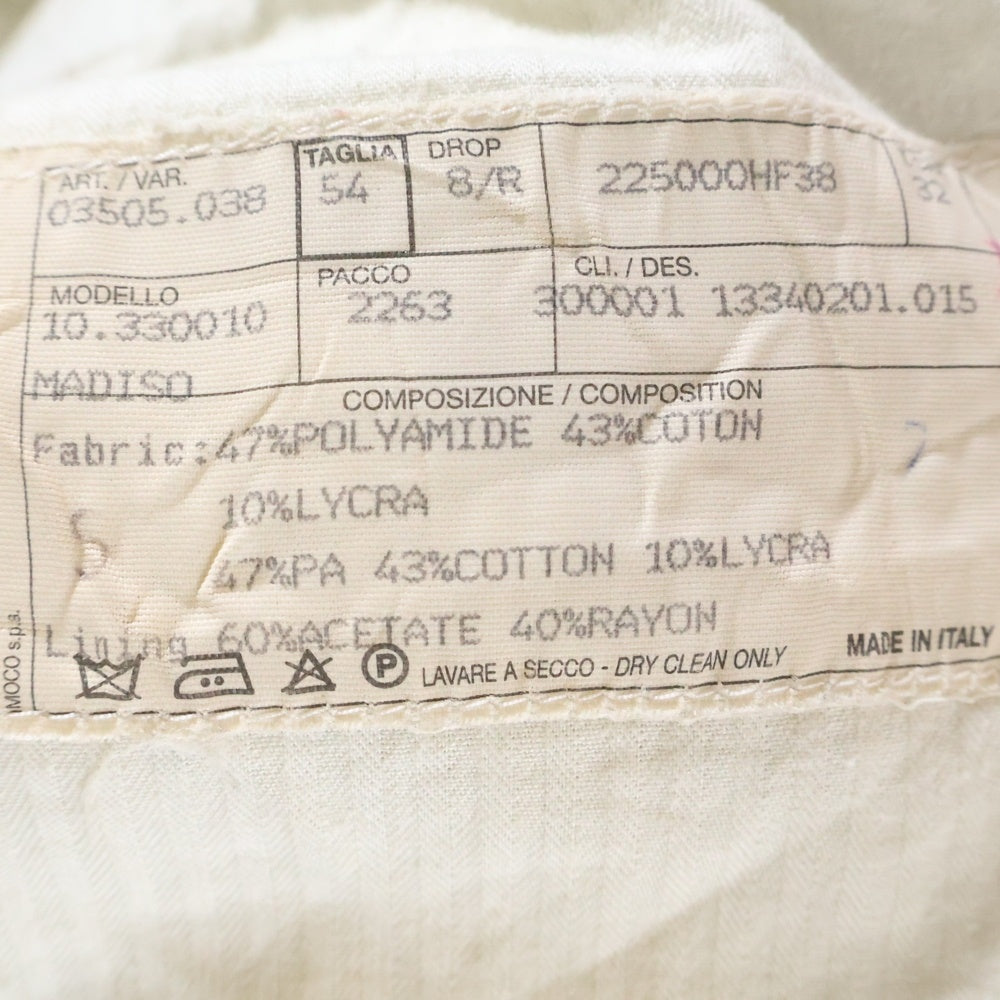 ART. / VAR.
03505.038
TAGLIA
54
DROP
8/R
225000HF38
32
MODELLO
10.330010
MADISO
PACCO
2263
CLI. / DES.
300001 13340201.015
COMPOSIZIONE / COMPOSITION
Fabric:47%POLYAMIDE 43%COTON
10%LYCRA
47%PA 43%COTTON 10%LYCRA
Lining 60%ACETATE 40%RAYON
P
LAVARE A SECCO - DRY CLEAN ONLY
MADE IN ITALY
IMOCO s.p.a.